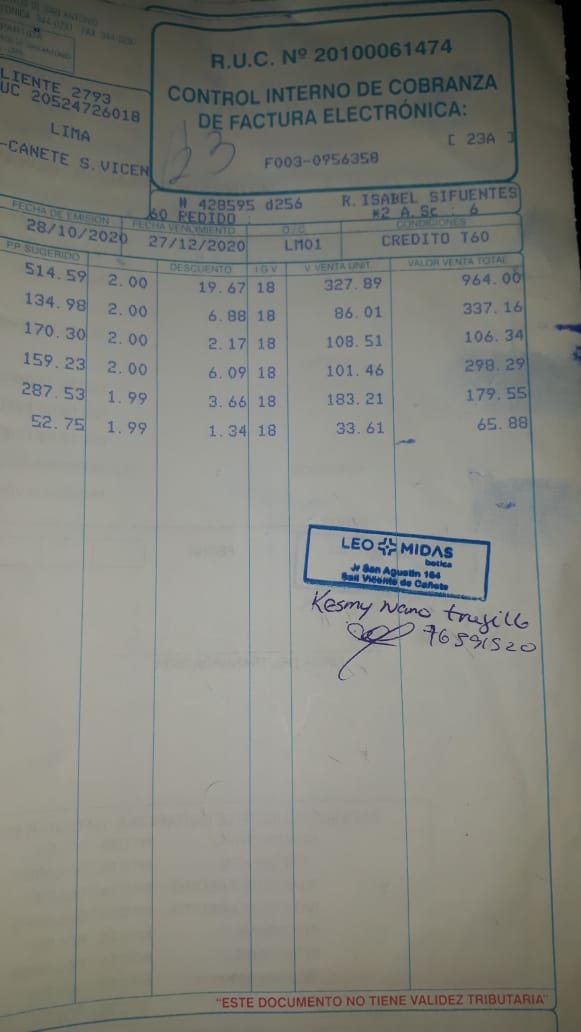 R.U.C. Nº 20100061474
CONTROL INTERNO DE COBRANZA
DE FACTURA ELECTRÓNICA:
[ 23A ]
F003-0956358
LIENTE 2793
UC 20524726018
LIMA
-CANETE S.VICEN
# 428595 d256 R. ISABEL SIFUENTES
60 PEDIDO : #2 A.Sc : 6
FECHA DE EMISION FECHA VENCIMIENTO O / C CONDICIONES
28/10/2020 27/12/2020 LM01 CREDITO T60
PP SUGERIDO % DESCUENTO I G V V. VENTA UNIT. VALOR VENTA TOTAL
514.59 2.00 19.67 18 327.89 964.00
134.98 2.00 6.88 18 86.01 337.16
170.30 2.00 2.17 18 108.51 106.34
159.23 2.00 6.09 18 101.46 298.29
287.53 1.99 3.66 18 183.21 179.55
52.75 1.99 1.34 18 33.61 65.88
LEO MIDAS
botica
Jr San Agustin 164
San Vicente de Cañete
Kesmy Nano trujillo
76591520
"ESTE DOCUMENTO NO TIENE VALIDEZ TRIBUTARIA"